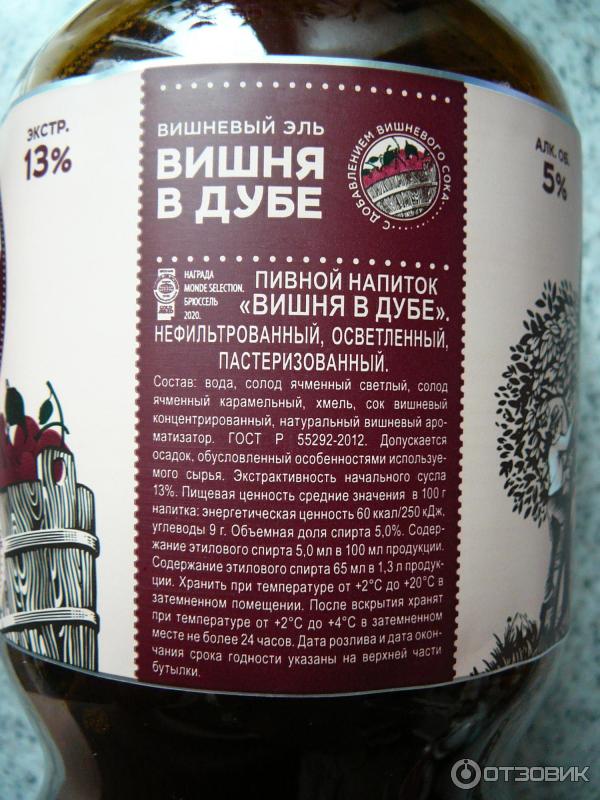 ЭКСТР.
13%
ВИШНЕВЫЙ ЭЛЬ
ВИШНЯ
В ДУБЕ
С ДОБАВЛЕНИЕМ ВИШНЕВОГО СОКА
АЛК. ОБ.
5%
НАГРАДА
MONDE SELECTION.
БРЮССЕЛЬ
2020.
ПИВНОЙ НАПИТОК
«ВИШНЯ В ДУБЕ».
НЕФИЛЬТРОВАННЫЙ, ОСВЕТЛЕННЫЙ,
ПАСТЕРИЗОВАННЫЙ.
Состав: вода, солод ячменный светлый, солод
ячменный карамельный, хмель, сок вишневый
концентрированный, натуральный вишневый аро-
матизатор. ГОСТ Р 55292-2012. Допускается
осадок, обусловленный особенностями используе-
мого сырья. Экстрактивность начального сусла
13%. Пищевая ценность средние значения в 100 г
напитка: энергетическая ценность 60 ккал/250 кДж,
углеводы 9 г. Объемная доля спирта 5,0%. Содер-
жание этилового спирта 5,0 мл в 100 мл продукции.
Содержание этилового спирта 65 мл в 1,3 л продук-
ции. Хранить при температуре от +2°С до +20°С в
затемненном помещении. После вскрытия хранят
при температуре от +2°С до +4°С в затемненном
месте не более 24 часов. Дата розлива и дата окон-
чания срока годности указаны на верхней части
бутылки.
ОТЗОВИК